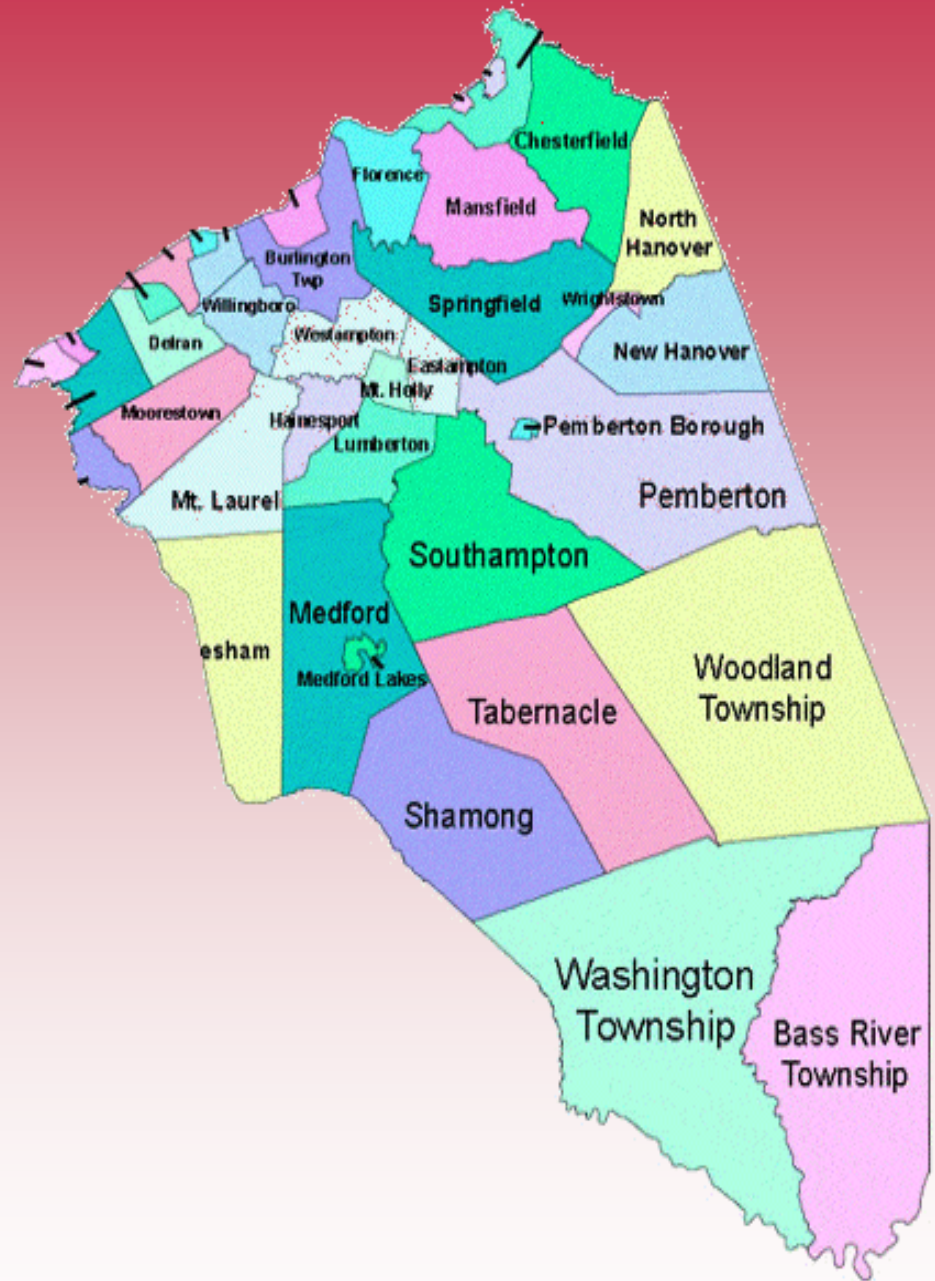 Chesterfield
Florence
Mansfield
North
Hanover
Burlington
Twp
Willingboro
Springfield
Wrightstown
Delran
Westampton
New Hanover
Eastampton
Mt. Holly
Moorestown
Hainesport
Pemberton Borough
Lumberton
Mt. Laurel
Pemberton
Southampton
Medford
esham
Medford Lakes
Woodland
Township
Tabernacle
Shamong
Washington
Township
Bass River
Township